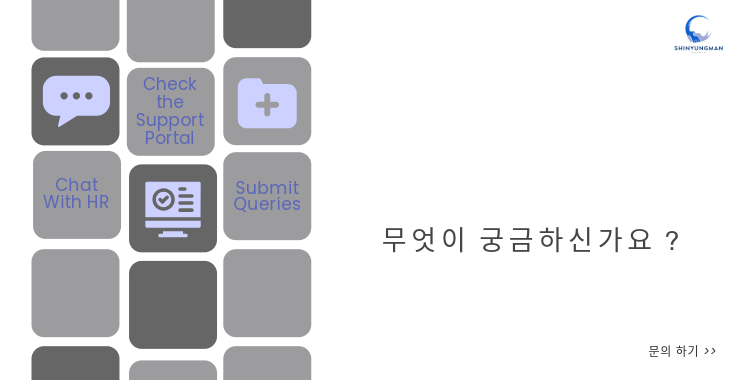 SHINYUNGMAN
Check
the
Support
Portal
Chat
With HR
Submit
Queries
무엇이 궁금하신가요 ?
문의 하기 >>